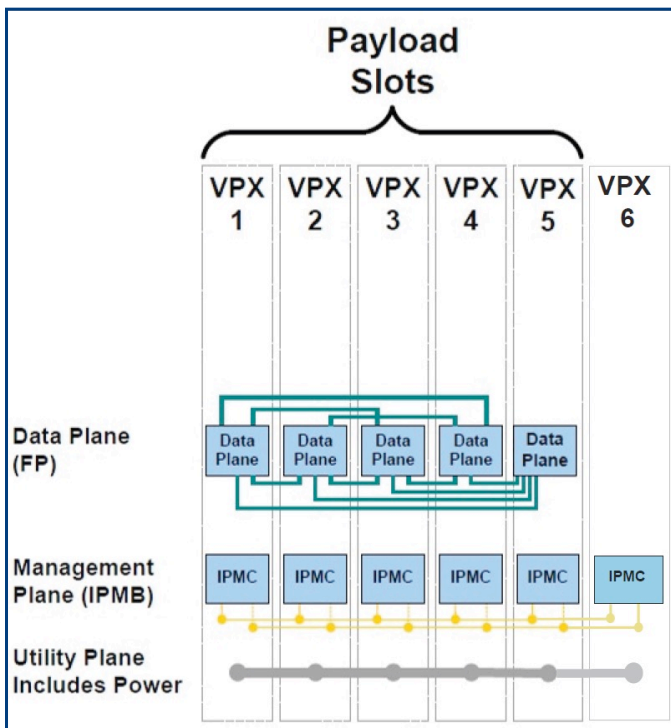 Payload
Slots
VPX
1
VPX
2
VPX
3
VPX
4
VPX
5
VPX
6
Data Plane
(FP)
Data
Plane
Data
Plane
Data
Plane
Data
Plane
Data
Plane
Management
Plane (IPMB)
IPMC
IPMC
IPMC
IPMC
IPMC
IPMC
Utility Plane
Includes Power